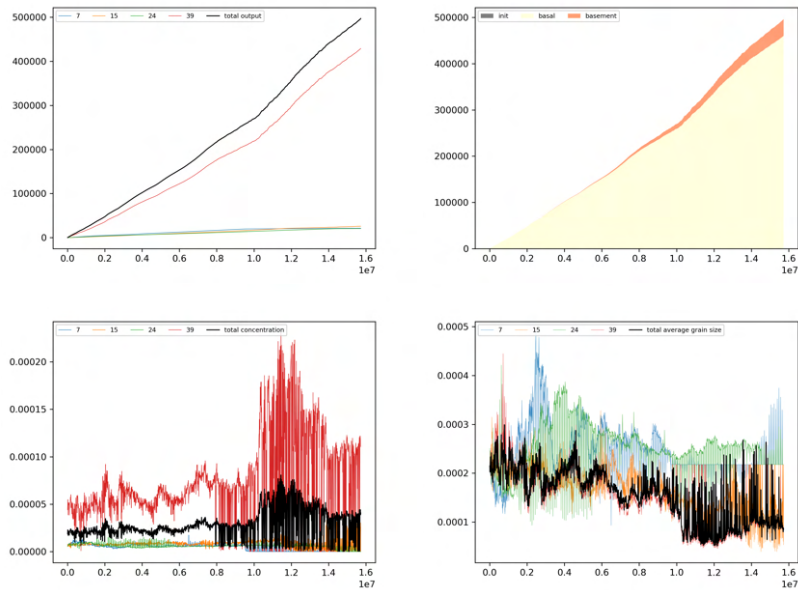 7 15 24 39 total output
500000
400000
300000
200000
100000
0
0.0 0.2 0.4 0.6 0.8 1.0 1.2 1.4 1.6
1e7
init basal basement
500000
400000
300000
200000
100000
0
0.0 0.2 0.4 0.6 0.8 1.0 1.2 1.4 1.6
1e7
7 15 24 39 total concentration
0.00020
0.00015
0.00010
0.00005
0.00000
0.0 0.2 0.4 0.6 0.8 1.0 1.2 1.4 1.6
1e7
7 15 24 39 total average grain size
0.0005
0.0004
0.0003
0.0002
0.0001
0.0 0.2 0.4 0.6 0.8 1.0 1.2 1.4 1.6
1e7